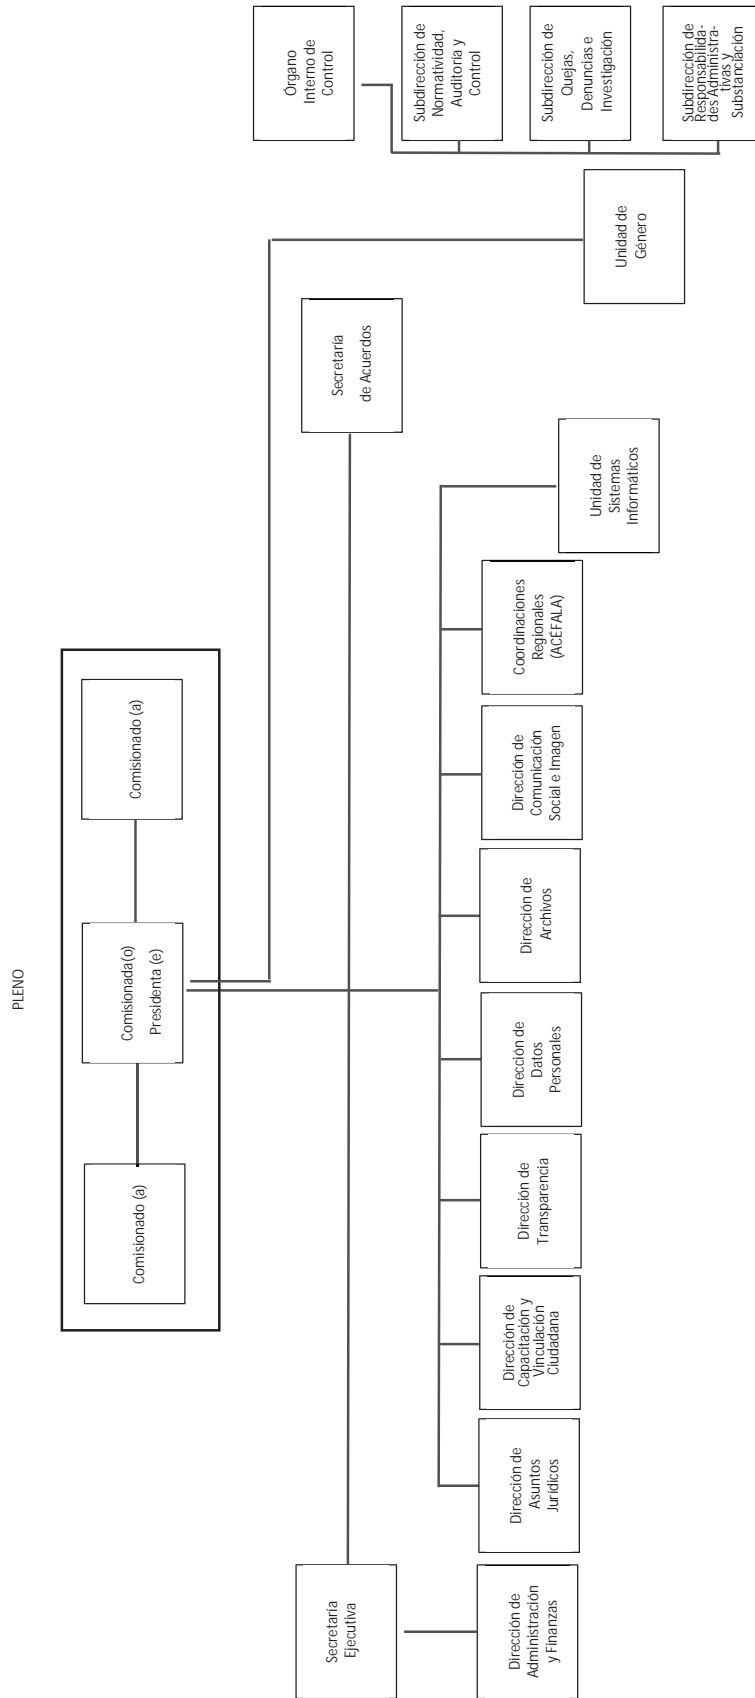 PLENO
Comisionado (a)
Comisionada(o)
Presidenta (e)
Comisionado (a)
Secretaría
Ejecutiva
Secretaría
de Acuerdos
Órgano
Interno de
Control
Subdirección de
Normatividad,
Auditoría y
Control
Subdirección de
Quejas,
Denuncias e
Investigación
Subdirección de
Responsabilida-
des Administra-
tivas y
Substanciación
Dirección de
Administración
y Finanzas
Dirección de
Asuntos
Jurídicos
Dirección de
Capacitación y
Vinculación
Ciudadana
Dirección de
Transparencia
Dirección de
Datos
Personales
Dirección de
Archivos
Dirección de
Comunicación
Social e Imagen
Coordinaciones
Regionales
(ACÉFALA)
Unidad de
Sistemas
Informáticos
Unidad de
Género